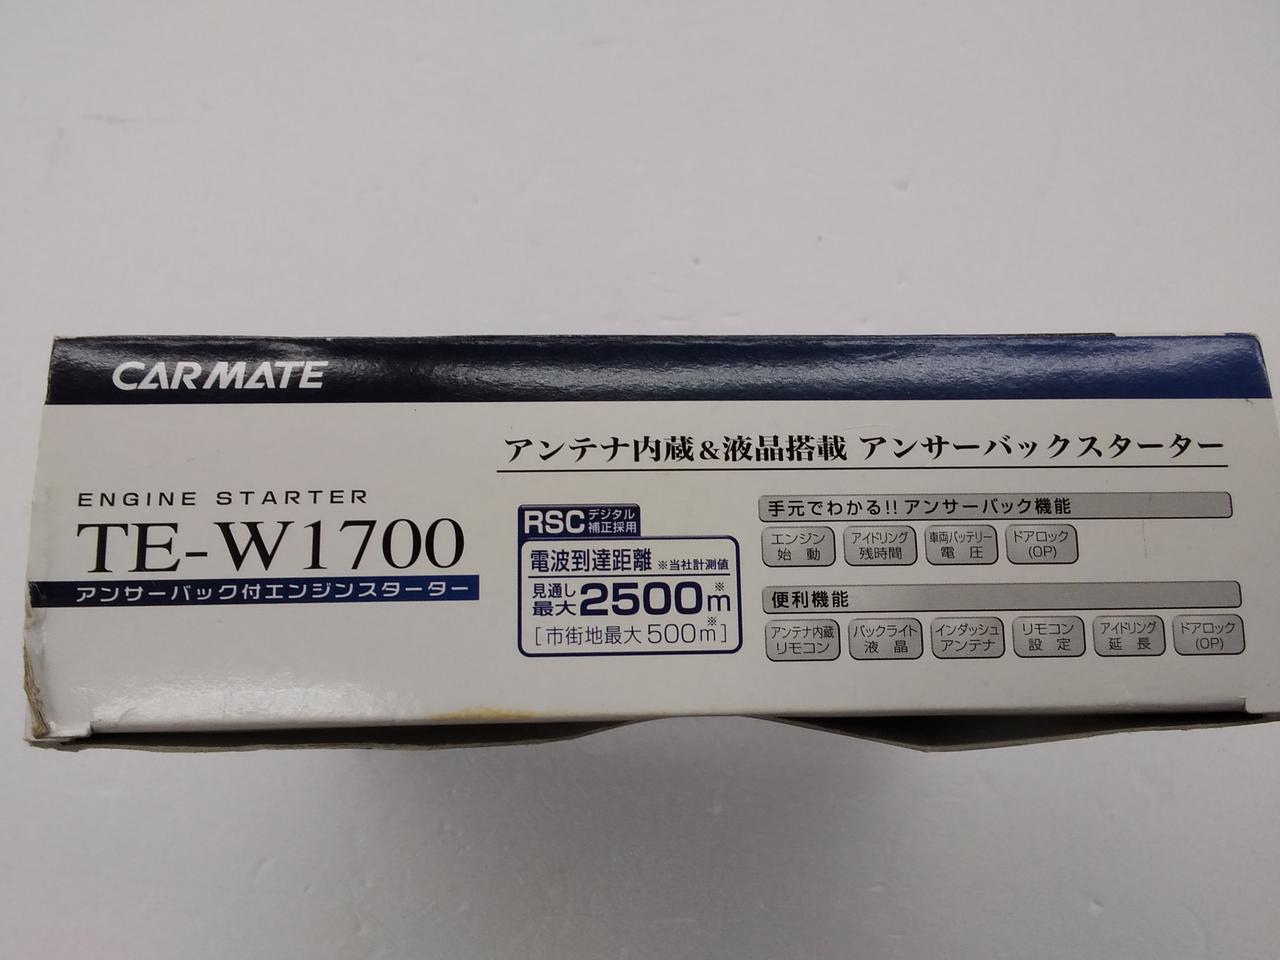 CARMATE
アンテナ内蔵&液晶搭載 アンサーバックスターター
ENGINE STARTER
TE-W1700
アンサーバック付エンジンスターター
RSC デジタル
補正採用
電波到達距離 ※当社計測値
見通し
最大2500m※
[市街地最大500m※]
手元でわかる!!アンサーバック機能
エンジン
始動
アイドリング
残時間
車両バッテリー
電圧
ドアロック
(OP)
便利機能
アンテナ内蔵
リモコン
バックライト
液晶
インダッシュ
アンテナ
リモコン
設定
アイドリング
延長
ドアロック
(OP)